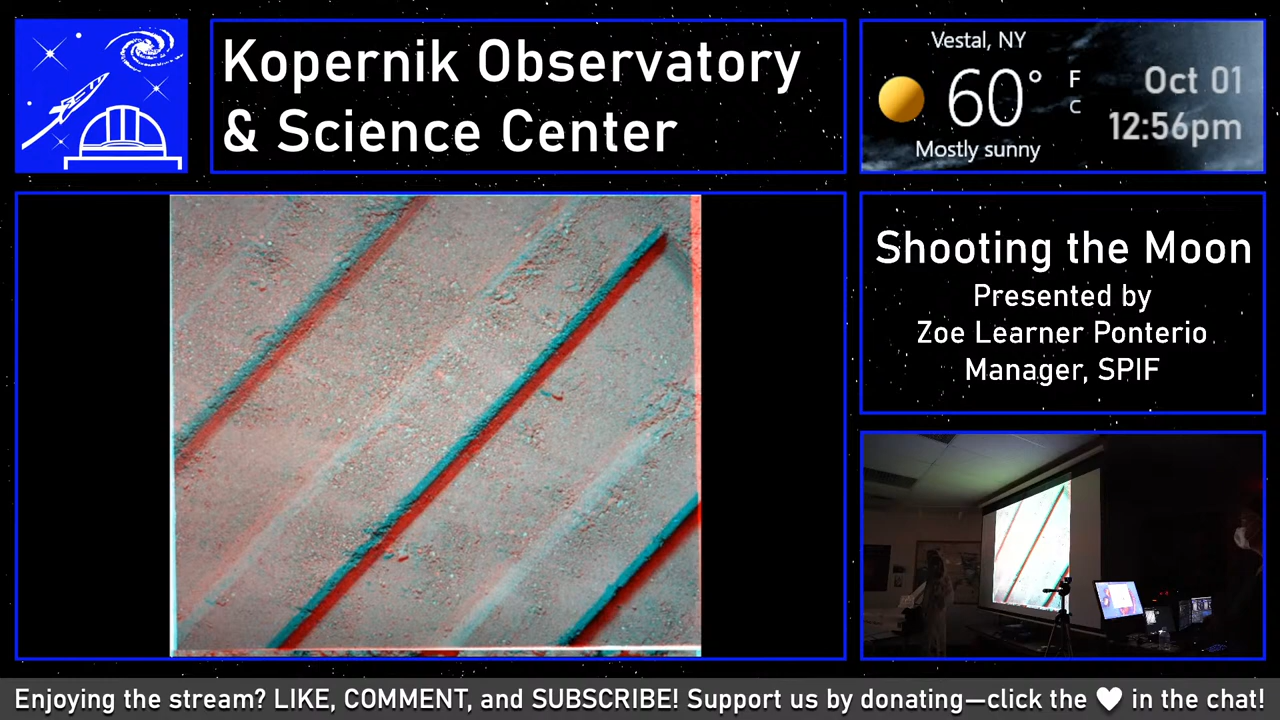 Kopernik Observatory
& Science Center
Vestal, NY
60° F
C
Mostly sunny
Oct 01
12:56pm
Shooting the Moon
Presented by
Zoe Learner Ponterio
Manager, SPIF
Enjoying the stream? LIKE, COMMENT, and SUBSCRIBE! Support us by donating—click the ♥ in the chat!